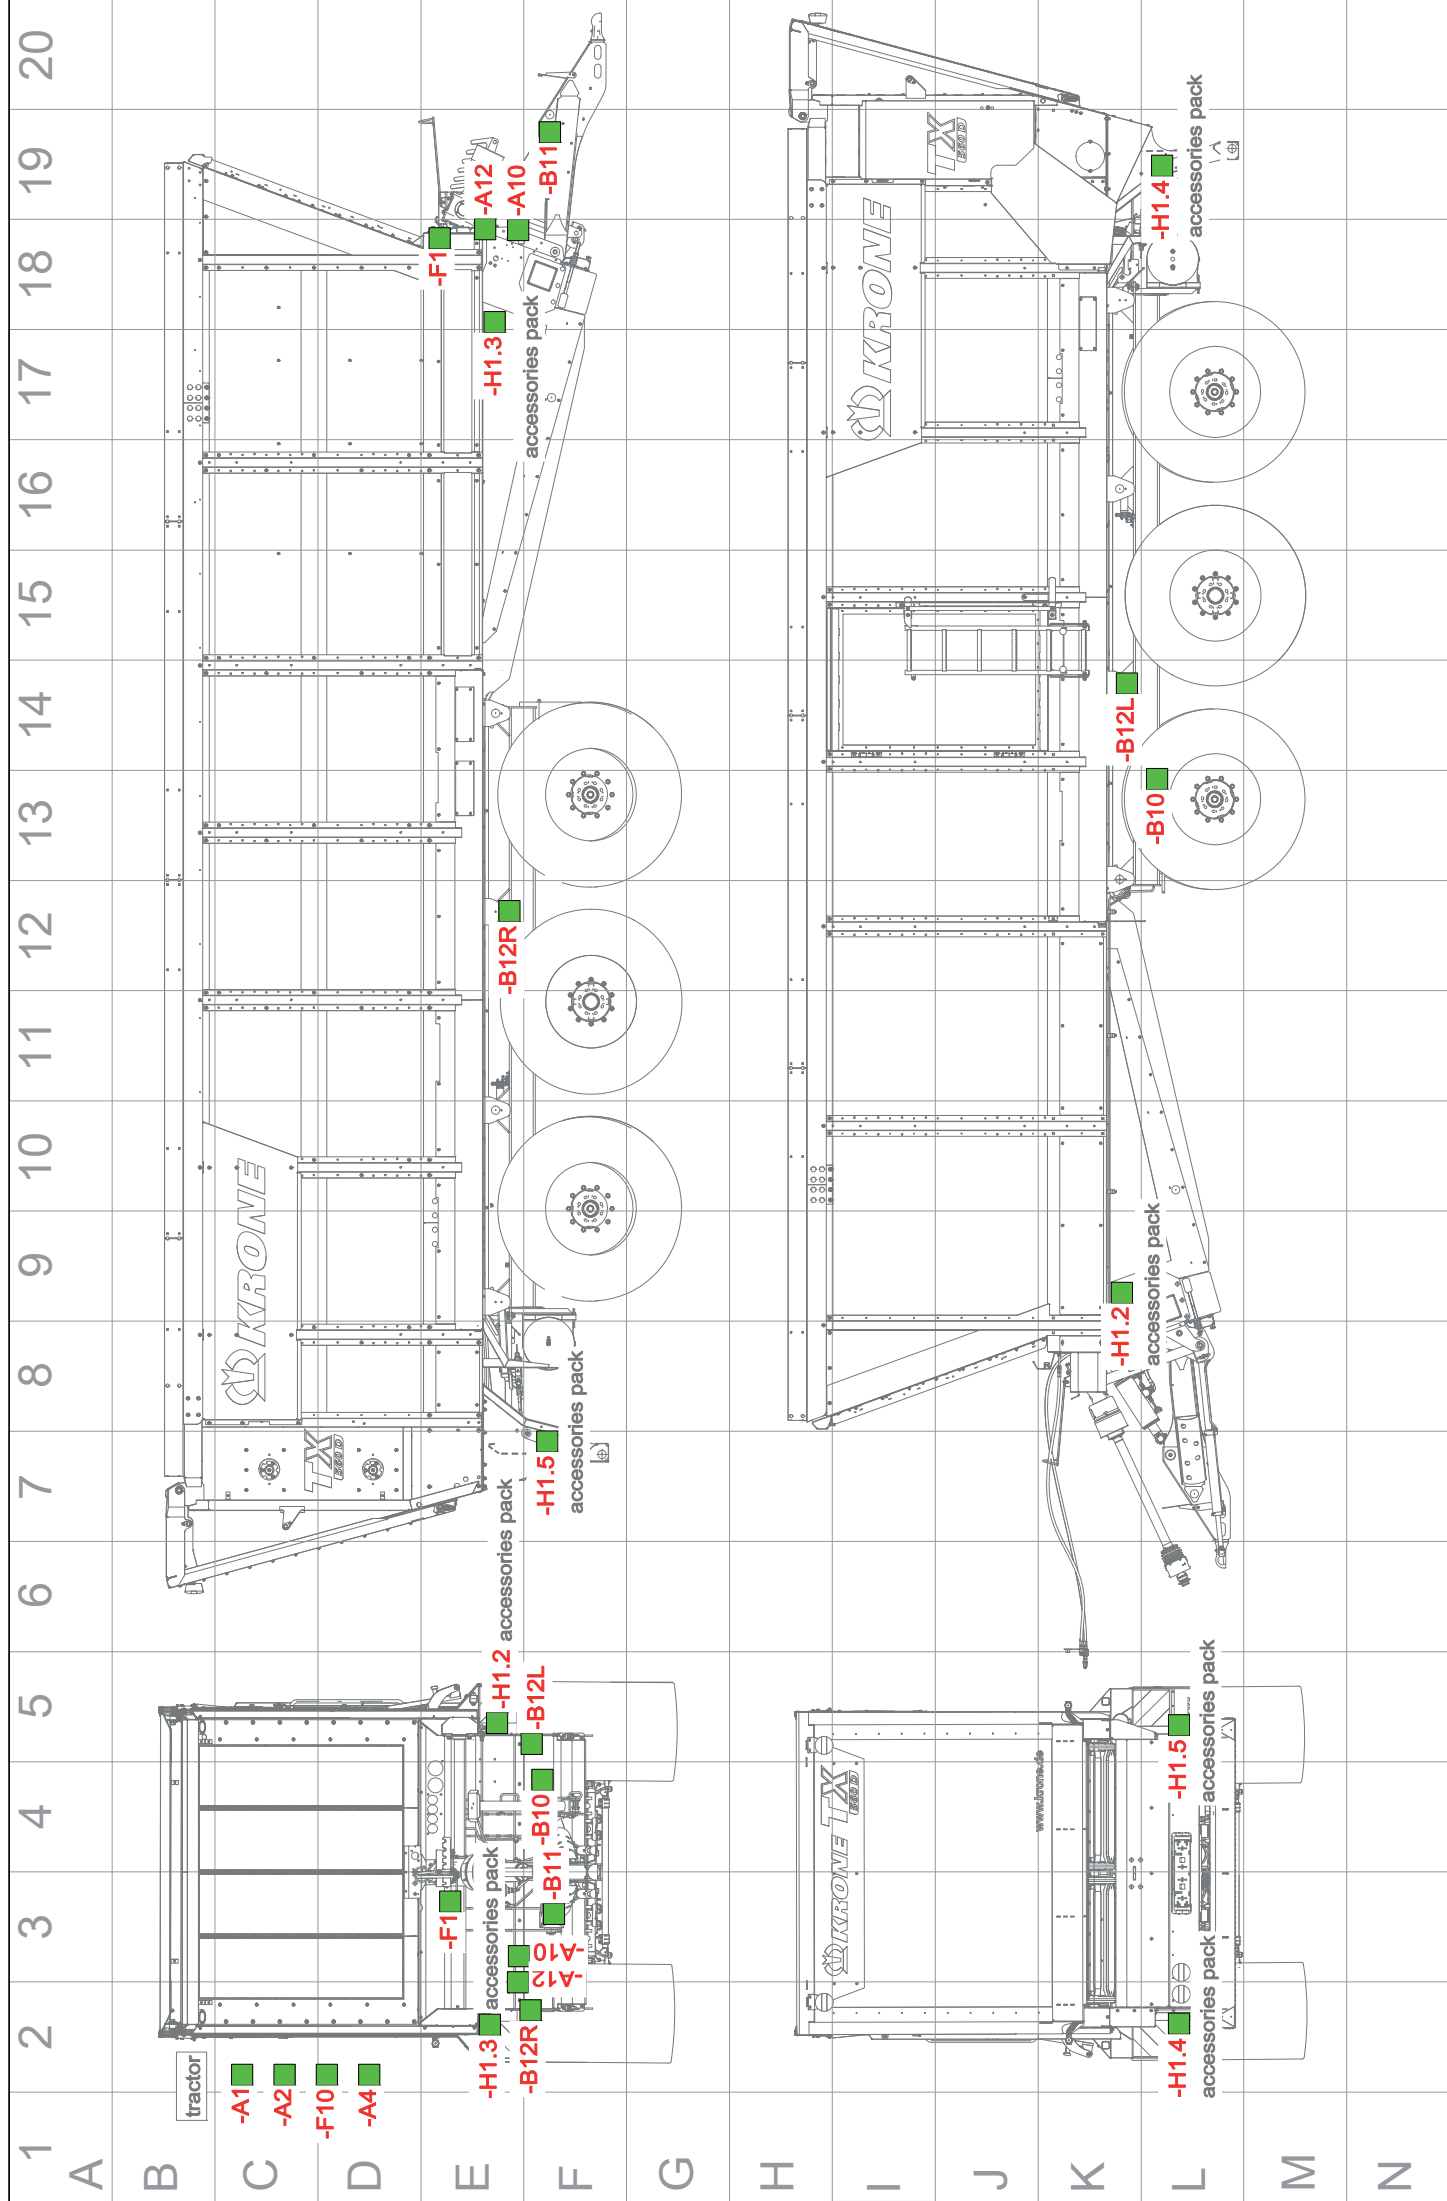 1
2
3
4
5
6
7
8
9
10
11
12
13
14
15
16
17
18
19
20
A
B
C
D
E
F
G
H
I
J
K
L
M
N
tractor
-A1
-A2
-F10
-A4
-H1.3
accessories pack
-B12R
-A12
-A10
-F1
-B11
-B10
-B12L
-H1.2
accessories pack
-H1.5
accessories pack
TX
560 D
KRONE
-B12R
-H1.3
accessories pack
-F1
-A12
-A10
-B11
-H1.4
accessories pack
KRONE TX
560 D
www.krone.de
-H1.5
accessories pack
-H1.2
accessories pack
-B10
-B12L
KRONE
TX
560 D
-H1.4
accessories pack